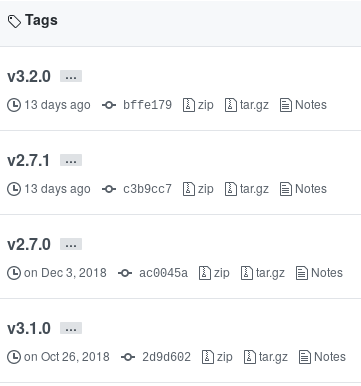 Tags
v3.2.0 ...
13 days ago bffe179 zip tar.gz Notes
v2.7.1 ...
13 days ago c3b9cc7 zip tar.gz Notes
v2.7.0 ...
on Dec 3, 2018 ac0045a zip tar.gz Notes
v3.1.0 ...
on Oct 26, 2018 2d9d602 zip tar.gz Notes